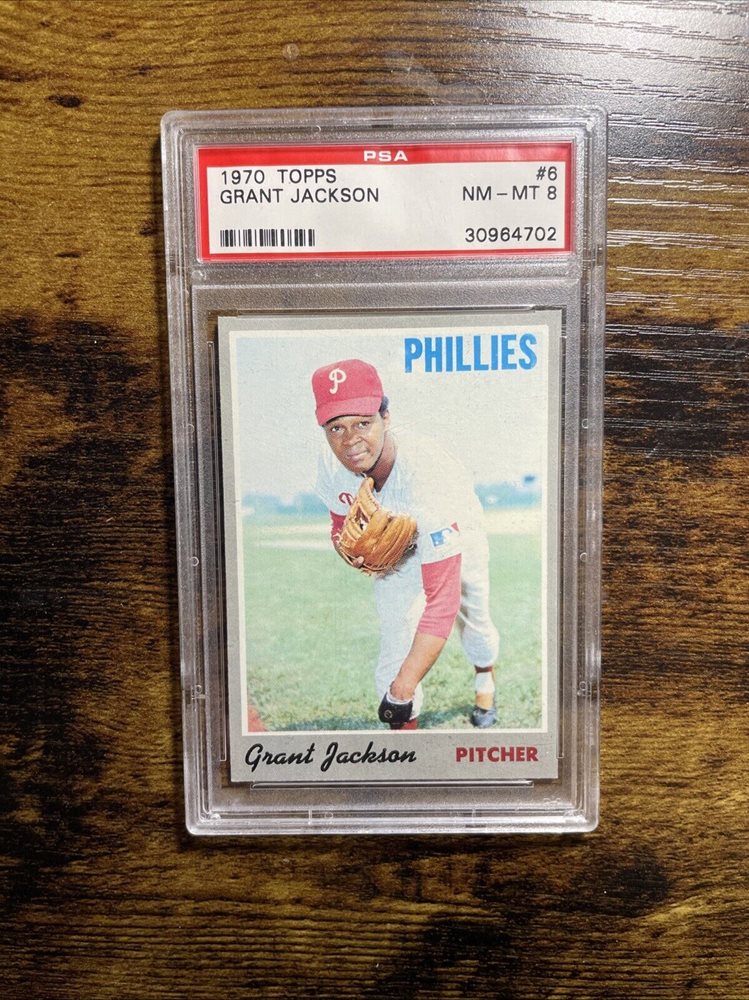 PSA
1970 TOPPS #6
GRANT JACKSON NM - MT 8
30964702
PHILLIES
P
P
Grant Jackson PITCHER